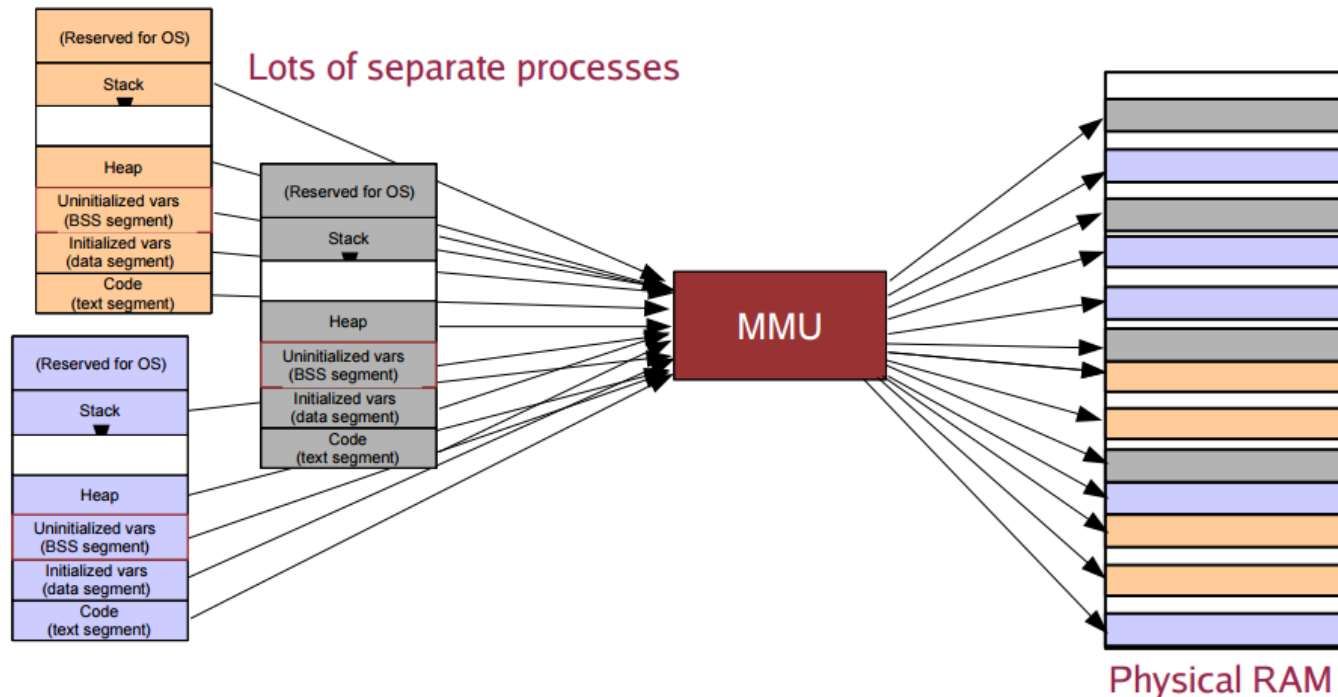 Lots of separate processes
(Reserved for OS)
Stack
Heap
Uninitialized vars
(BSS segment)
Initialized vars
(data segment)
Code
(text segment)
(Reserved for OS)
Stack
Heap
Uninitialized vars
(BSS segment)
Initialized vars
(data segment)
Code
(text segment)
(Reserved for OS)
Stack
Heap
Uninitialized vars
(BSS segment)
Initialized vars
(data segment)
Code
(text segment)
MMU
Physical RAM